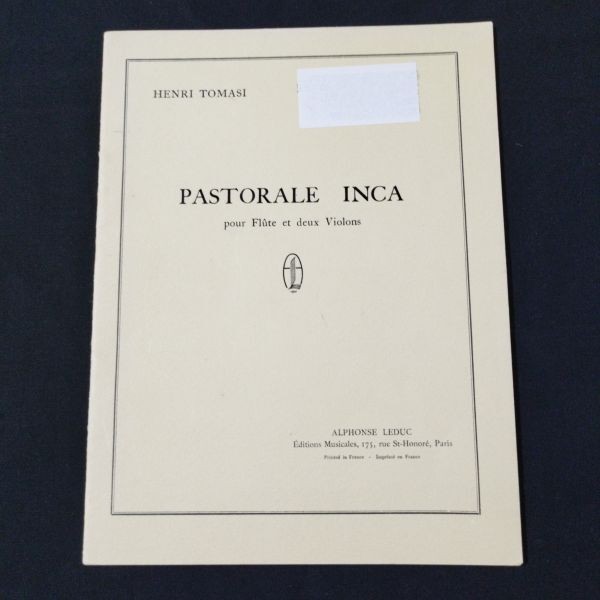 HENRI TOMASI
PASTORALE INCA
pour Flûte et deux Violons
ALPHONSE LEDUC
Éditions Musicales, 175, rue St-Honoré, Paris
Printed in France - Imprimé en France